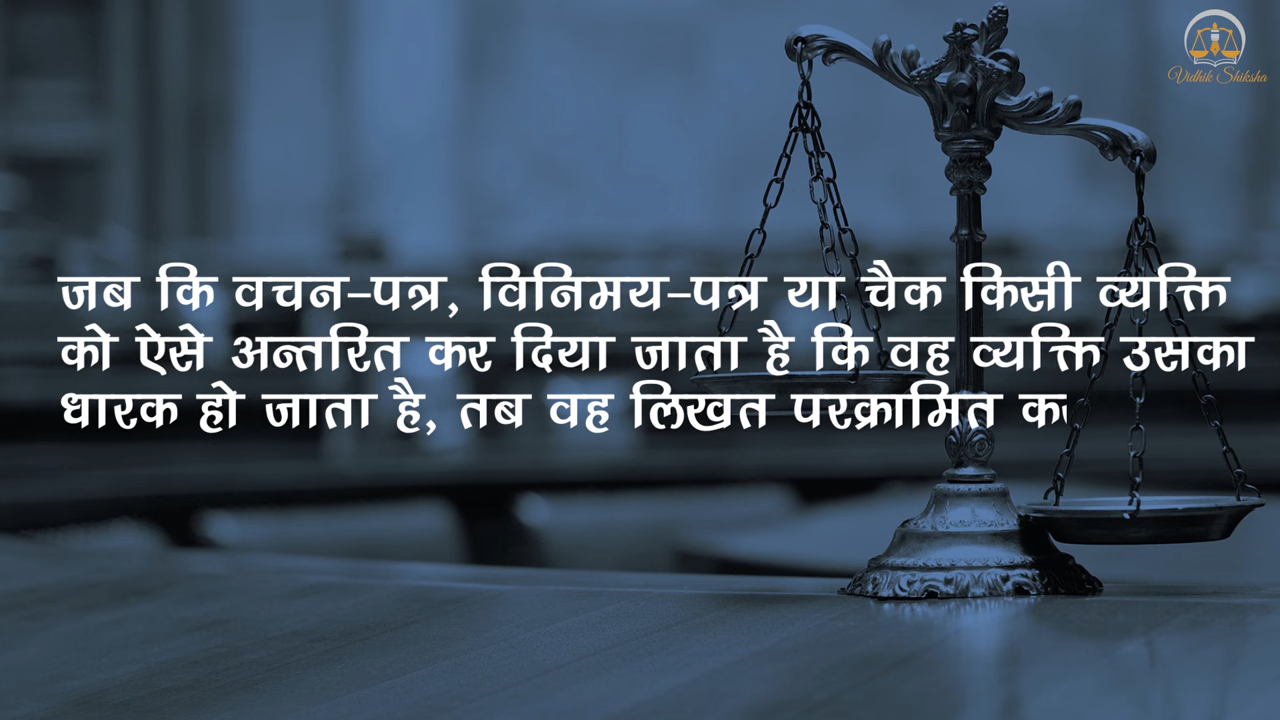 Vidhik Shiksha
जब कि वचन-पत्र, विनिमय-पत्र या चैक किसी व्यक्ति
को ऐसे अन्तरित कर दिया जाता है कि वह व्यक्ति उसका
धारक हो जाता है, तब वह लिखत परक्रामित